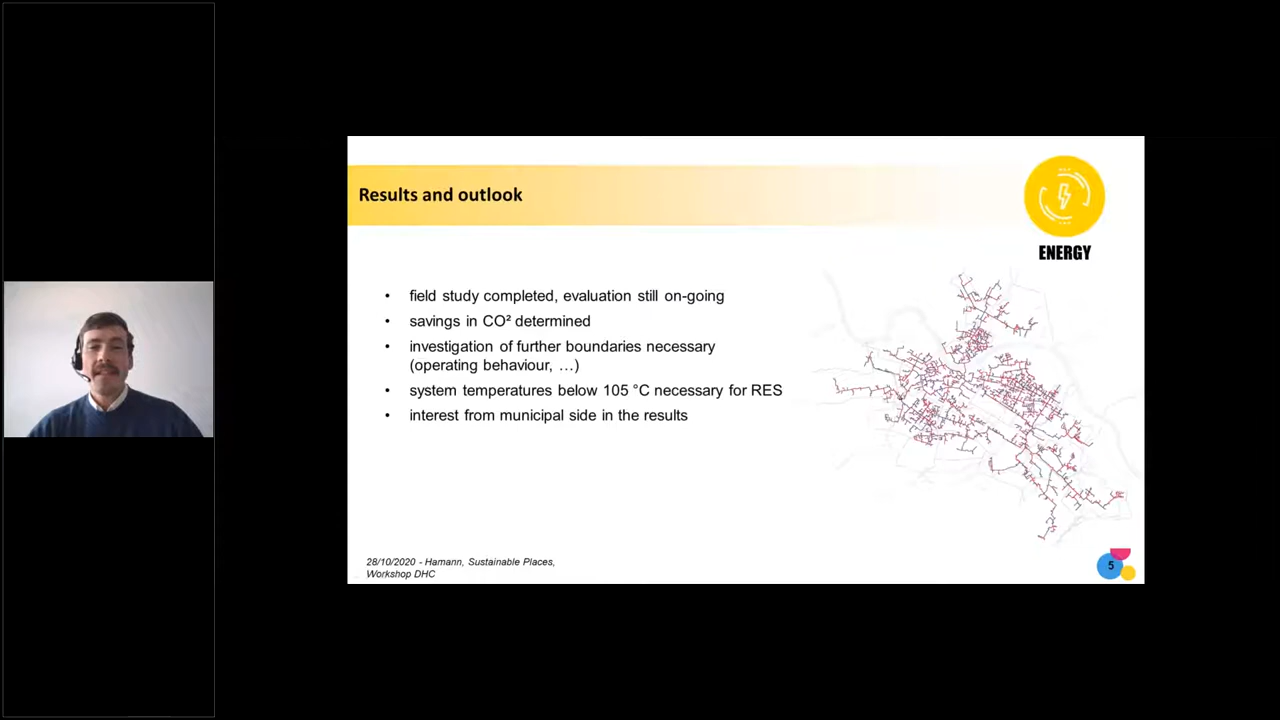 Results and outlook
ENERGY
• field study completed, evaluation still on-going
• savings in CO² determined
• investigation of further boundaries necessary
(operating behaviour, …)
• system temperatures below 105 °C necessary for RES
• interest from municipal side in the results
28/10/2020 - Hamann, Sustainable Places,
Workshop DHC
5